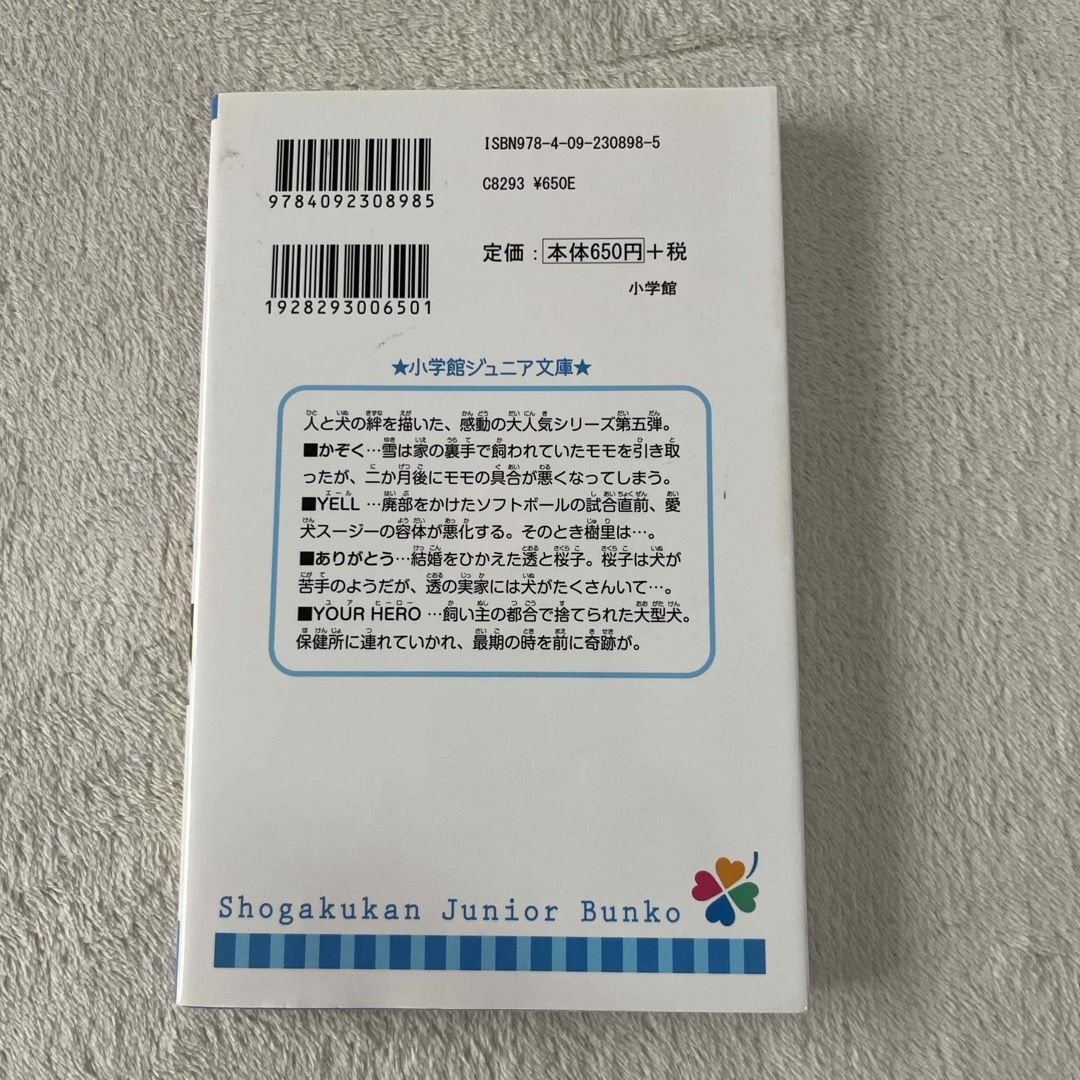 ISBN978-4-09-230898-5
9784092308985
C8293 ¥650E
定価：本体650円＋税
1928293006501
小学館
★小学館ジュニア文庫★
人と犬の絆を描いた、感動の大人気シリーズ第五弾。
■かぞく…雪は家の裏手で飼われていたモモを引き取
ったが、二か月後にモモの具合が悪くなってしまう。
■YELL …廃部をかけたソフトボールの試合直前、愛
犬スージーの容体が悪化する。そのとき樹里は…。
■ありがとう…結婚をひかえた透と桜子。桜子は犬が
苦手のようだが、透の実家には犬がたくさんいて…。
■YOUR HERO …飼い主の都合で捨てられた大型犬。
保健所に連れていかれ、最期の時を前に奇跡が。
Shogakukan Junior Bunko